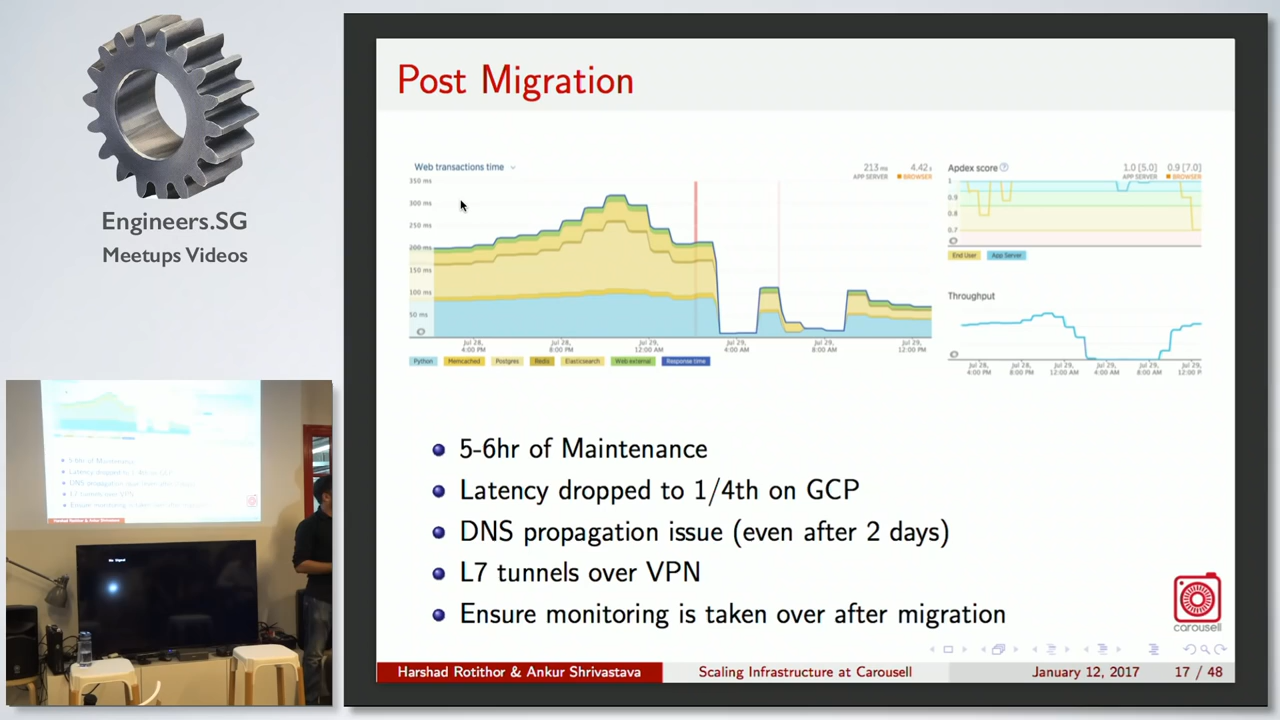 Engineers.SG
Meetups Videos
Post Migration
Web transactions time
213 ms
APP SERVER
4.42 s
BROWSER
350 ms
300 ms
250 ms
200 ms
150 ms
100 ms
50 ms
Jul 28, 4:00 PM
Jul 28, 8:00 PM
Jul 29, 12:00 AM
Jul 29, 4:00 AM
Jul 29, 8:00 AM
Jul 29, 12:00 PM
Python
Memcached
Postgres
Redis
Elasticsearch
Web external
Response time
Apdex score
1.0 [5.0]
APP SERVER
0.9 [7.0]
BROWSER
1
0.9
0.8
0.7
End User
App Server
Throughput
Jul 28, 4:00 PM
Jul 28, 8:00 PM
Jul 29, 12:00 AM
Jul 29, 4:00 AM
Jul 29, 8:00 AM
Jul 29, 12:00 P
5-6hr of Maintenance
Latency dropped to 1/4th on GCP
DNS propagation issue (even after 2 days)
L7 tunnels over VPN
Ensure monitoring is taken over after migration
carousell
Harshad Rotithor & Ankur Shrivastava
Scaling Infrastructure at Carousell
January 12, 2017
17 / 48